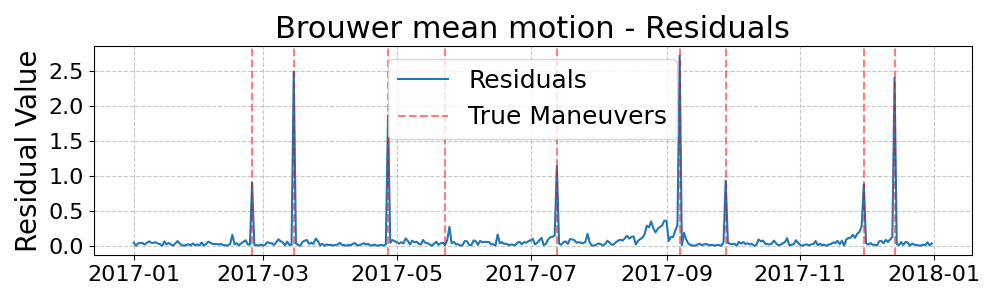 Brouwer mean motion - Residuals
Residual Value
2.5
2.0
1.5
1.0
0.5
0.0
Residuals
True Maneuvers
2017-01 2017-03 2017-05 2017-07 2017-09 2017-11 2018-01